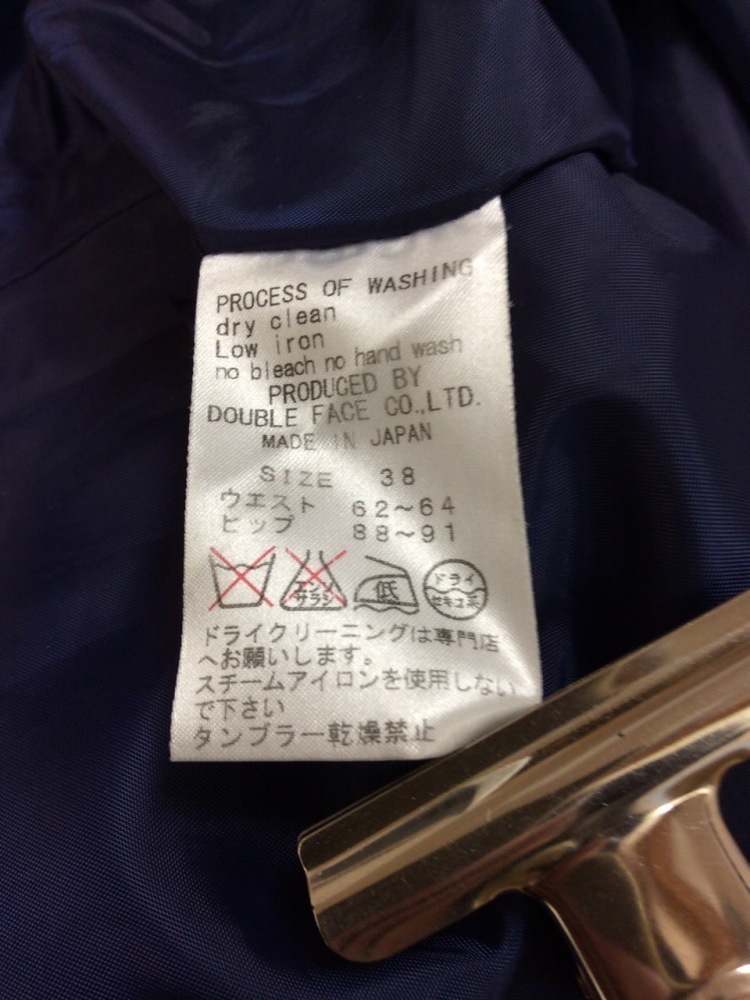 PROCESS OF WASHING
dry clean
Low iron
no bleach no hand wash
PRODUCED BY
DOUBLE FACE CO.,LTD.
MADE IN JAPAN
SIZE 38
ウエスト 62～64
ヒップ 88～91
エンソ サラシ 低 ドライ セキユ系
ドライクリーニングは専門店
へお願いします。
スチームアイロンを使用しない
で下さい
タンブラー乾燥禁止